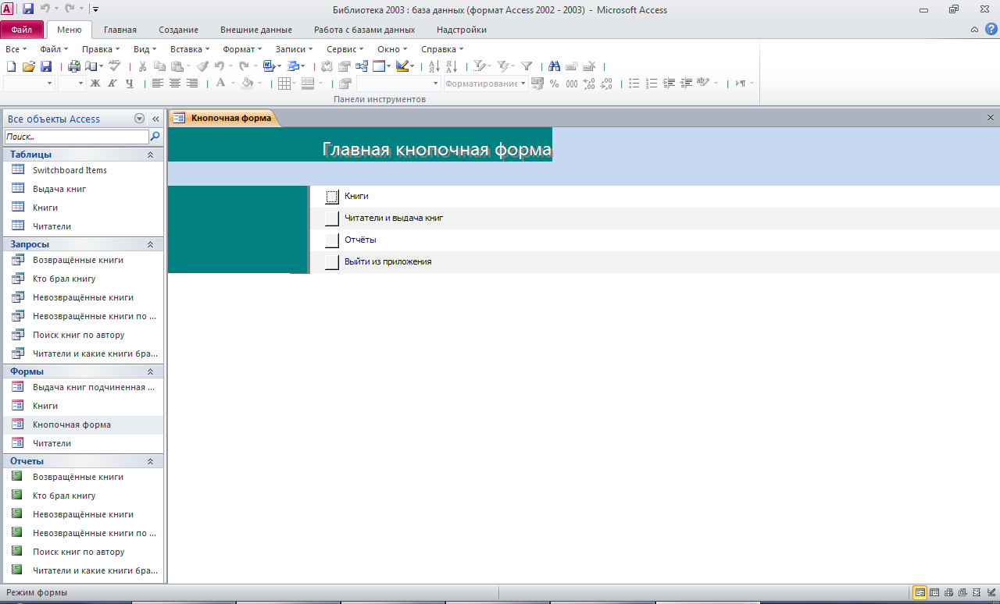 Библиотека 2003 : база данных (формат Access 2002 - 2003) - Microsoft Access
Файл Меню Главная Создание Внешние данные Работа с базами данных Надстройки
Все Файл Правка Вид Вставка Формат Записи Сервис Окно Справка
Ж К Ч Форматирование % 000
Панели инструментов
Все объекты Access
Поиск...
Таблицы
Switchboard Items
Выдача книг
Книги
Читатели
Запросы
Возвращённые книги
Кто брал книгу
Невозвращённые книги
Невозвращённые книги по ...
Поиск книг по автору
Читатели и какие книги бра...
Формы
Выдача книг подчиненная ...
Книги
Кнопочная форма
Читатели
Отчеты
Возвращённые книги
Кто брал книгу
Невозвращённые книги
Невозвращённые книги по ...
Поиск книг по автору
Читатели и какие книги бра...
Кнопочная форма
Главная кнопочная форма
Книги
Читатели и выдача книг
Отчёты
Выйти из приложения
Режим формы